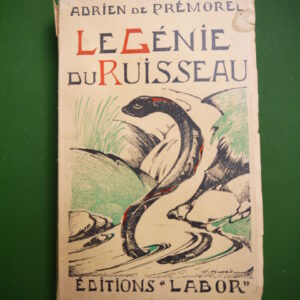 ADRIEN DE PRÉMOREL
LE GÉNIE
DU RUISSEAU
ÉDITIONS "LABOR"